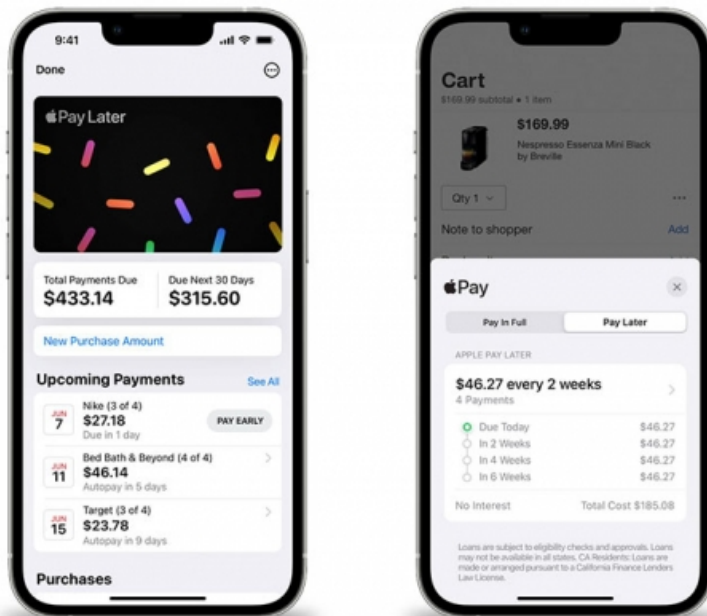 9:41
Done
Pay Later
Total Payments Due
$433.14
Due Next 30 Days
$315.60
New Purchase Amount
Upcoming Payments
See All
JUN
7
Nike (3 of 4)
$27.18
Due in 1 day
PAY EARLY
JUN
11
Bed Bath & Beyond (4 of 4)
$46.14
Autopay in 5 days
JUN
15
Target (3 of 4)
$23.78
Autopay in 9 days
Purchases
Cart
$169.99 subtotal • 1 item
$169.99
Nespresso Essenza Mini Black
by Breville
Qty 1
Note to shopper
Add
Pay
Pay in Full
Pay Later
APPLE PAY LATER
$46.27 every 2 weeks
4 Payments
Due Today $46.27
In 2 Weeks $46.27
In 4 Weeks $46.27
In 6 Weeks $46.27
No Interest Total Cost $185.08
Loans are subject to eligibility checks and approvals. Loans
may not be available in all states. CA Residents: Loans are
made or arranged pursuant to a California Finance Lenders
Law License.